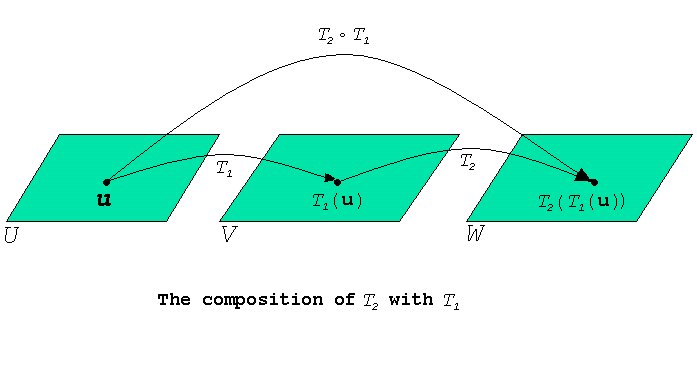 T₂ ∘ T₁
T₁
T₂
u
T₁(u)
T₂(T₁(u))
U
V
W
The composition of T₂ with T₁